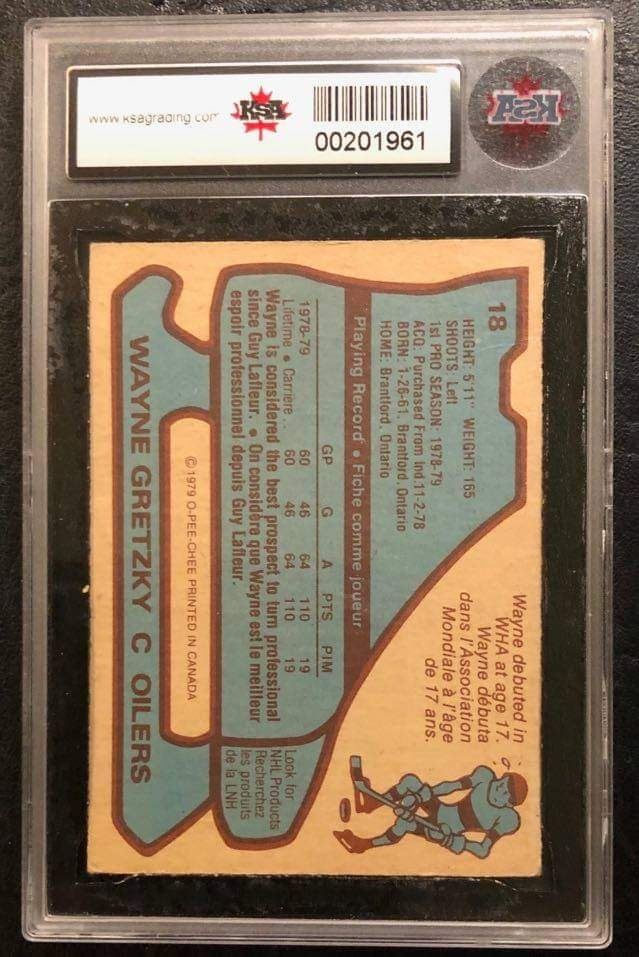 www.ksagrading.com
KSA
00201961
KSA
18
HEIGHT: 5'11" WEIGHT: 165
SHOOTS: Left
1st PRO SEASON: 1978-79
ACQ: Purchased From Ind. 11-2-78
BORN: 1-26-61, Brantford, Ontario
HOME: Brantford, Ontario
Wayne debuted in
WHA at age 17.
Wayne débuta
dans l'Association
Mondiale à l'âge
de 17 ans.
Playing Record • Fiche comme joueur
GP G A PTS PIM
1978-79 60 46 64 110 19
Lifetime • Carrière .. 60 46 64 110 19
Wayne is considered the best prospect to turn professional
since Guy Lafleur. • On considère que Wayne est le meilleur
espoir professionnel depuis Guy Lafleur.
Look for
NHL Products
Recherchez
les produits
de la LNH
© 1979 O-PEE-CHEE PRINTED IN CANADA
WAYNE GRETZKY C OILERS